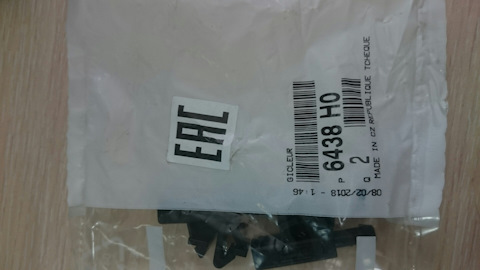 EAC
GICLEUR
P 6438 H0
Q 2
MADE IN CZ REPUBLIQUE TCHEQUE
08/02/2018 - 1:46